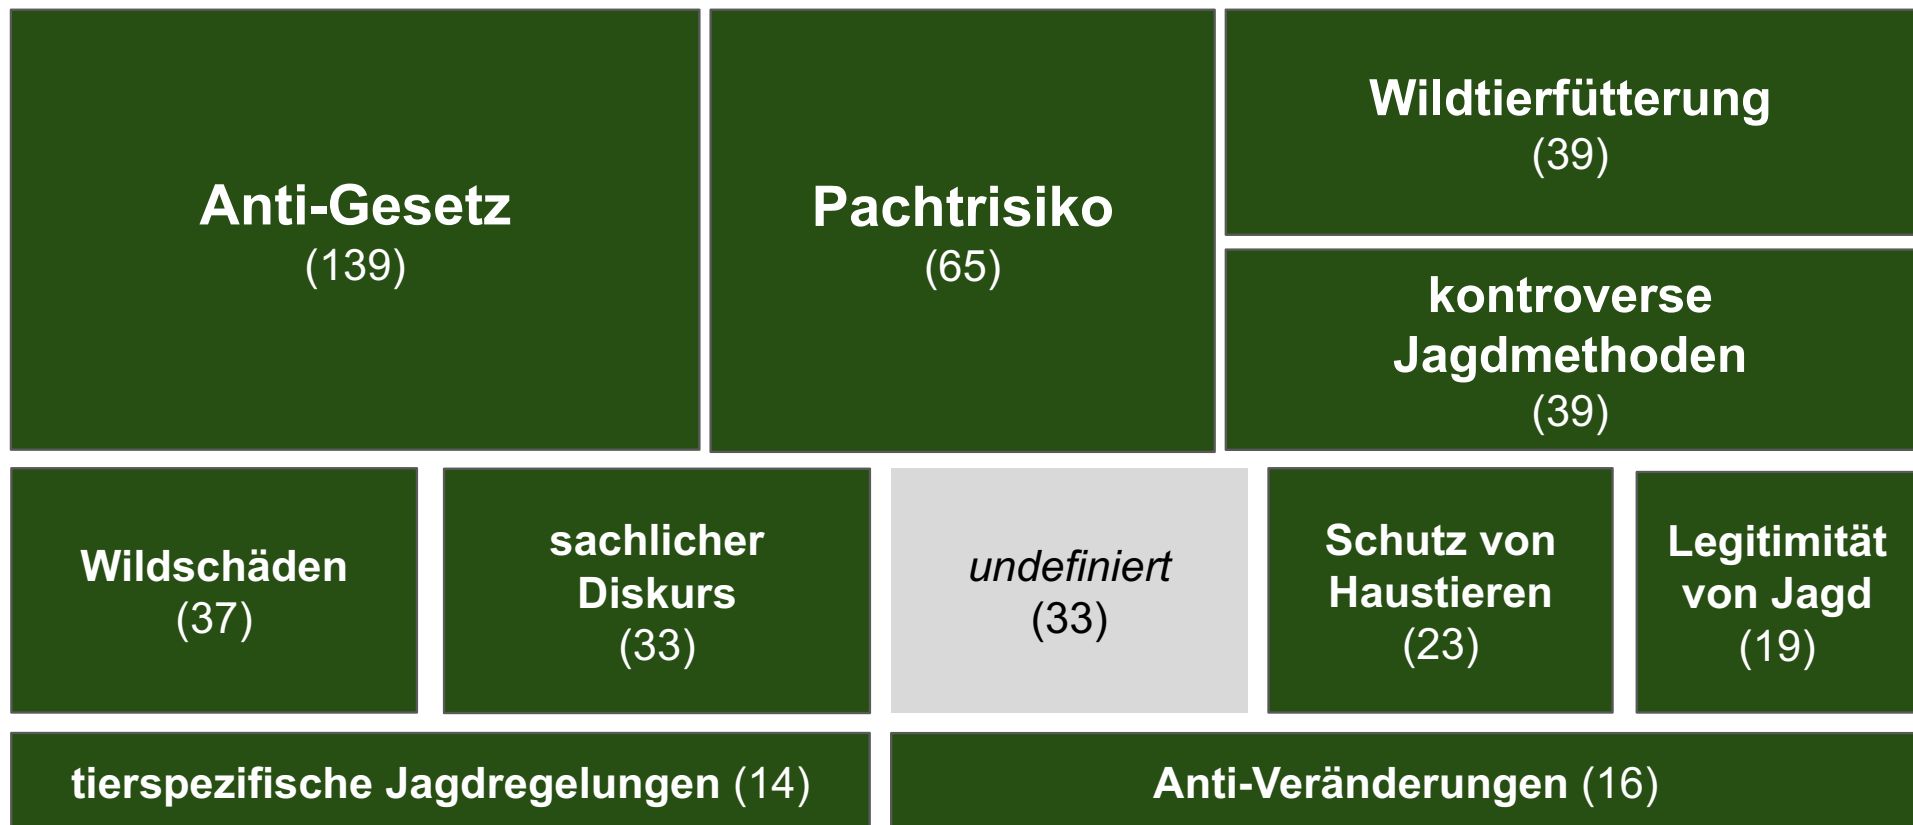 Anti-Gesetz
(139)
Pachtrisiko
(65)
Wildtierfütterung
(39)
kontroverse
Jagdmethoden
(39)
Wildschäden
(37)
sachlicher
Diskurs
(33)
undefiniert
(33)
Schutz von
Haustieren
(23)
Legitimität
von Jagd
(19)
tierspezifische Jagdregelungen (14)
Anti-Veränderungen (16)